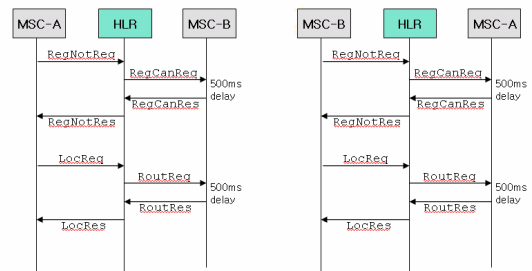 MSC-A HLR MSC-B
RegNotReq
RegCanReq
500ms
delay
RegCanRes
RegNotRes
LocReq
RoutReq
500ms
delay
RoutRes
LocRes
MSC-B HLR MSC-A
RegNotReq
RegCanReq
500ms
delay
RegCanRes
RegNotRes
LocReq
RoutReq
500ms
delay
RoutRes
LocRes